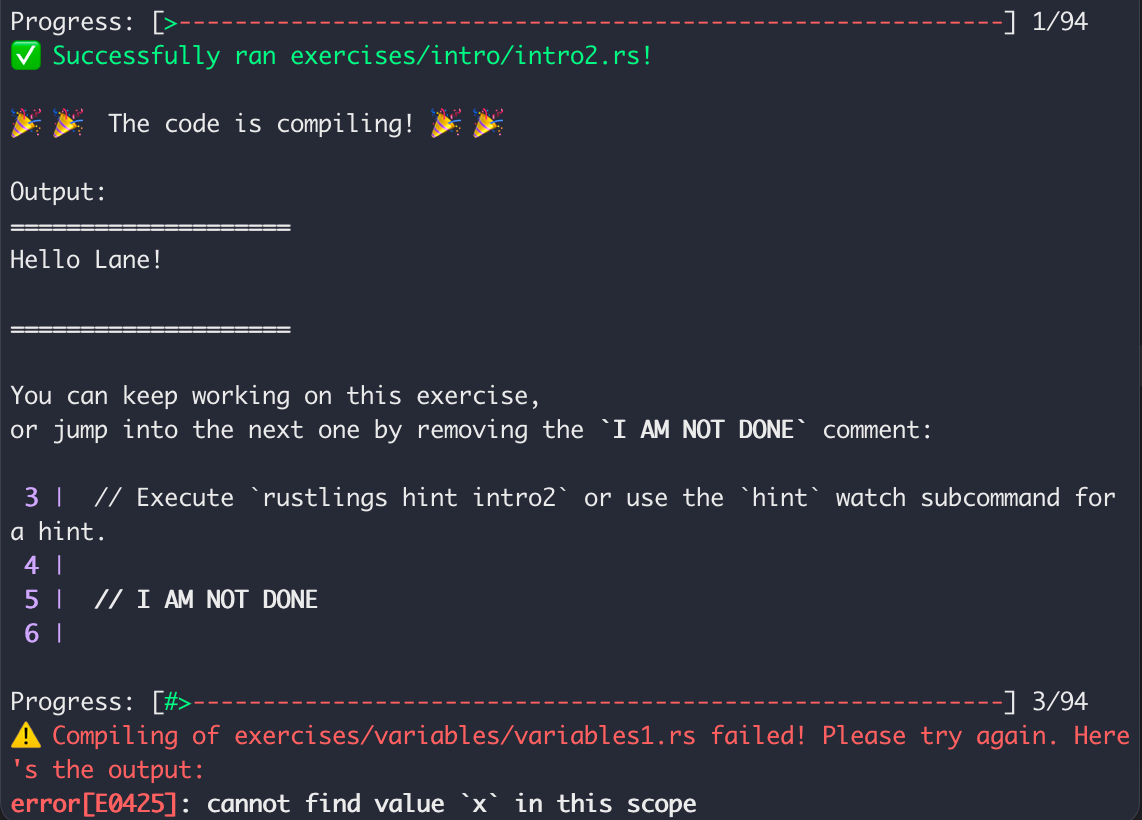 Progress: [>------------------------------------------------------------] 1/94
✅ Successfully ran exercises/intro/intro2.rs!
🎉 🎉 The code is compiling! 🎉 🎉
Output:
====================
Hello Lane!
====================
You can keep working on this exercise,
or jump into the next one by removing the `I AM NOT DONE` comment:
3 | // Execute `rustlings hint intro2` or use the `hint` watch subcommand for
a hint.
4 |
5 | // I AM NOT DONE
6 |
Progress: [#>-----------------------------------------------------------] 3/94
⚠️ Compiling of exercises/variables/variables1.rs failed! Please try again. Here
's the output:
error[E0425]: cannot find value `x` in this scope